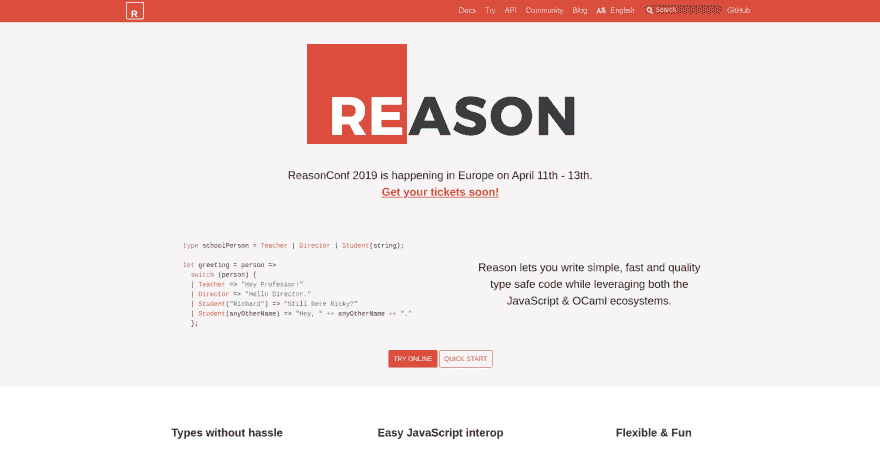 R
Docs Try API Community Blog English Search GitHub
REASON
ReasonConf 2019 is happening in Europe on April 11th - 13th.
Get your tickets soon!
type schoolPerson = Teacher | Director | Student(string);
let greeting = person =>
switch (person) {
| Teacher => "Hey Professor!"
| Director => "Hello Director."
| Student("Richard") => "Still here Ricky?"
| Student(anyOtherName) => "Hey, " ++ anyOtherName ++ "."
};
Reason lets you write simple, fast and quality
type safe code while leveraging both the
JavaScript & OCaml ecosystems.
TRY ONLINE QUICK START
Types without hassle Easy JavaScript interop Flexible & Fun